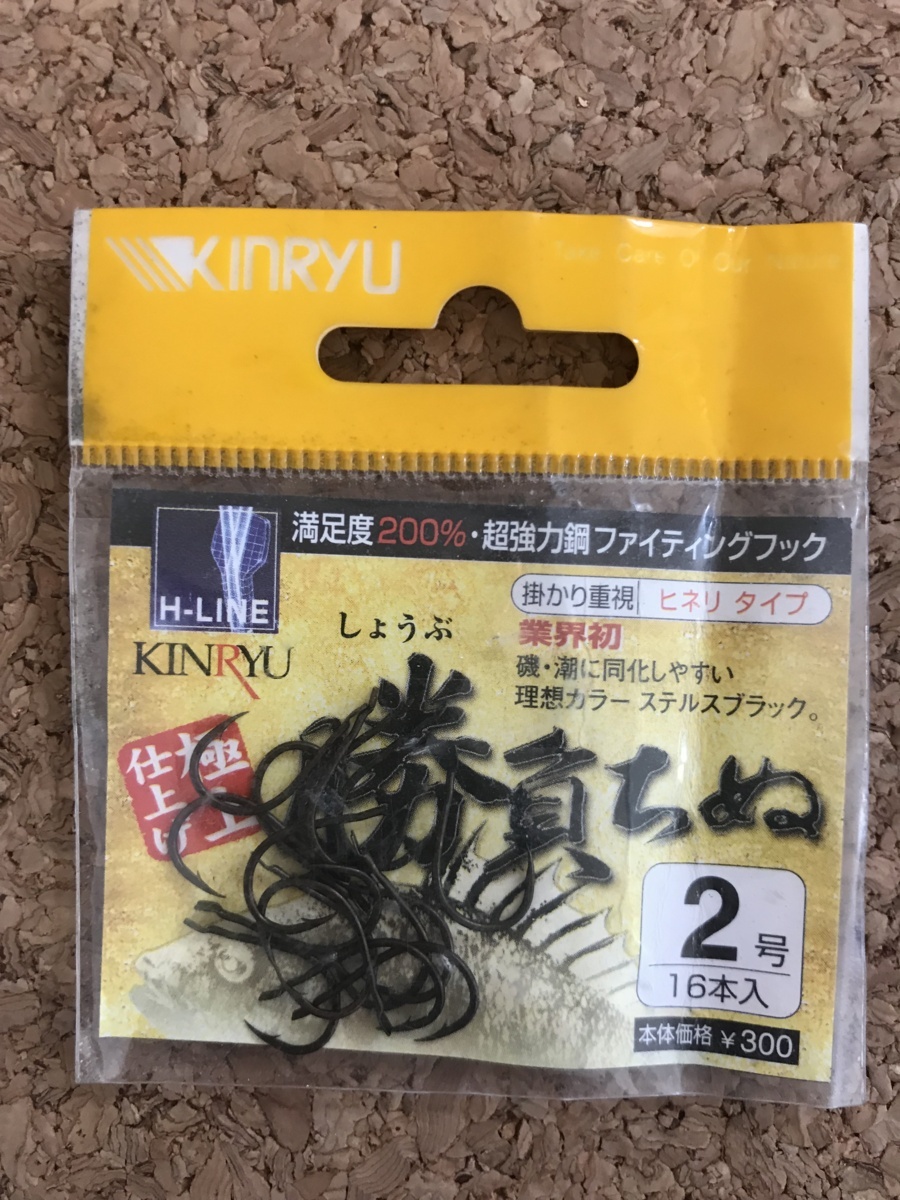 KINRYU
Take Care Of Our Nature
満足度200%・超強力鋼ファイティングフック
H-LINE
掛かり重視 ヒネリ タイプ
KINRYU
しょうぶ
業界初
磯・潮に同化しやすい
理想カラー ステルスブラック。
極上
仕上げ
勝負ちぬ
2号
16本入
本体価格 ¥300